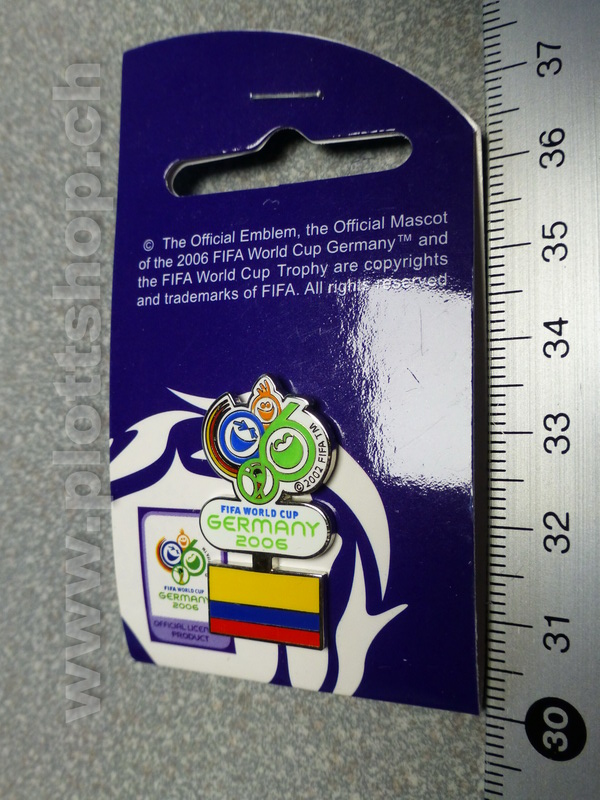 © The Official Emblem, the Official Mascot
of the 2006 FIFA World Cup Germany™ and
the FIFA World Cup Trophy are copyrights
and trademarks of FIFA. All rights reserved
© 2002 FIFA TM
FIFA WORLD CUP
GERMANY
2006
FIFA WORLD CUP
GERMANY
2006
OFFICIAL
PRODUCT
37
36
35
34
33
32
31
30
www.plottshop.ch